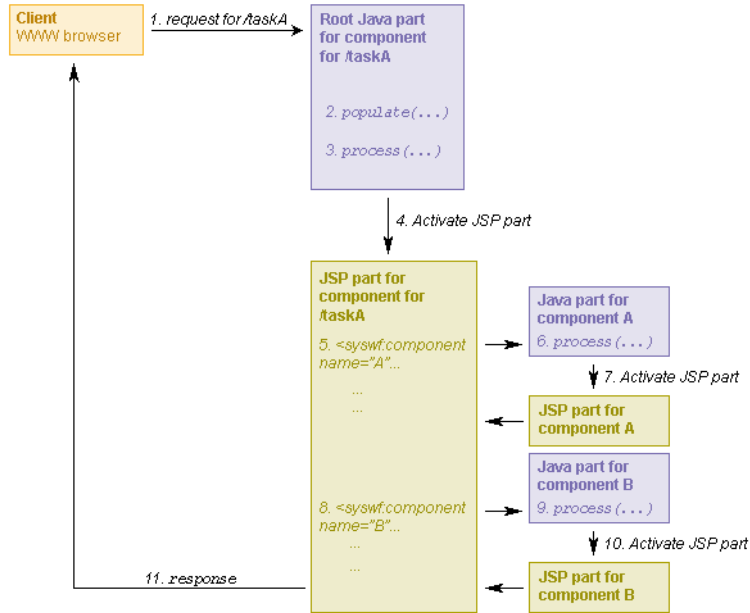 Client
WWW browser
1. request for /taskA
Root Java part
for component
for /taskA
2. populate(...)
3. process(...)
4. Activate JSP part
JSP part for
component for
/taskA
5. <syswf:component
name="A"...
...
...
Java part for
component A
6. process(...)
7. Activate JSP part
JSP part for
component A
8. <syswf:component
name="B"...
...
...
Java part for
component B
9. process(...)
10. Activate JSP part
JSP part for
component B
11. response